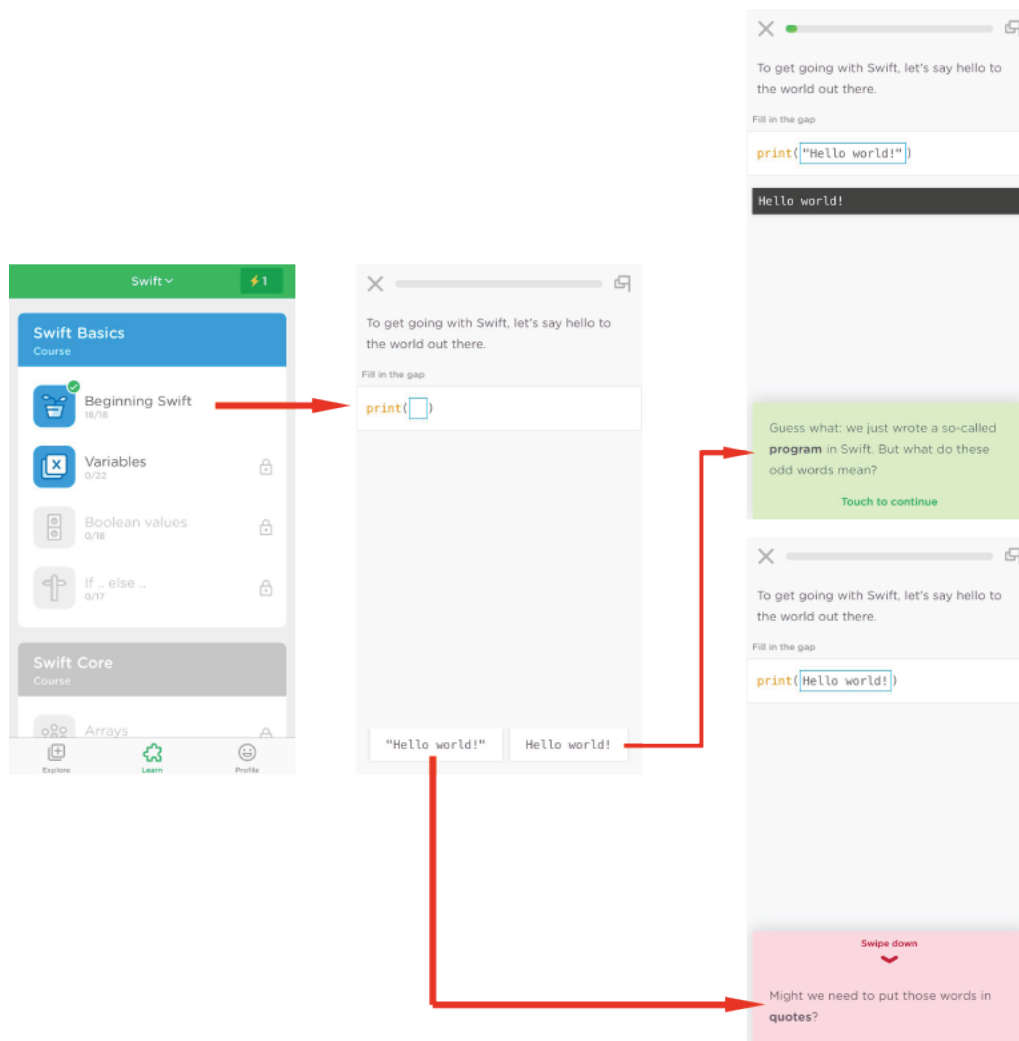 Swift
1
Swift Basics
Course
Beginning Swift
18/18
Variables
0/22
Boolean values
0/18
If .. else ..
0/17
Swift Core
Course
Arrays
Explore
Learn
Profile
To get going with Swift, let's say hello to
the world out there.
Fill in the gap
print( )
"Hello world!"
Hello world!
To get going with Swift, let's say hello to
the world out there.
Fill in the gap
print("Hello world!")
Hello world!
Guess what: we just wrote a so-called
program in Swift. But what do these
odd words mean?
Touch to continue
To get going with Swift, let's say hello to
the world out there.
Fill in the gap
print(Hello world!)
Swipe down
Might we need to put those words in
quotes?